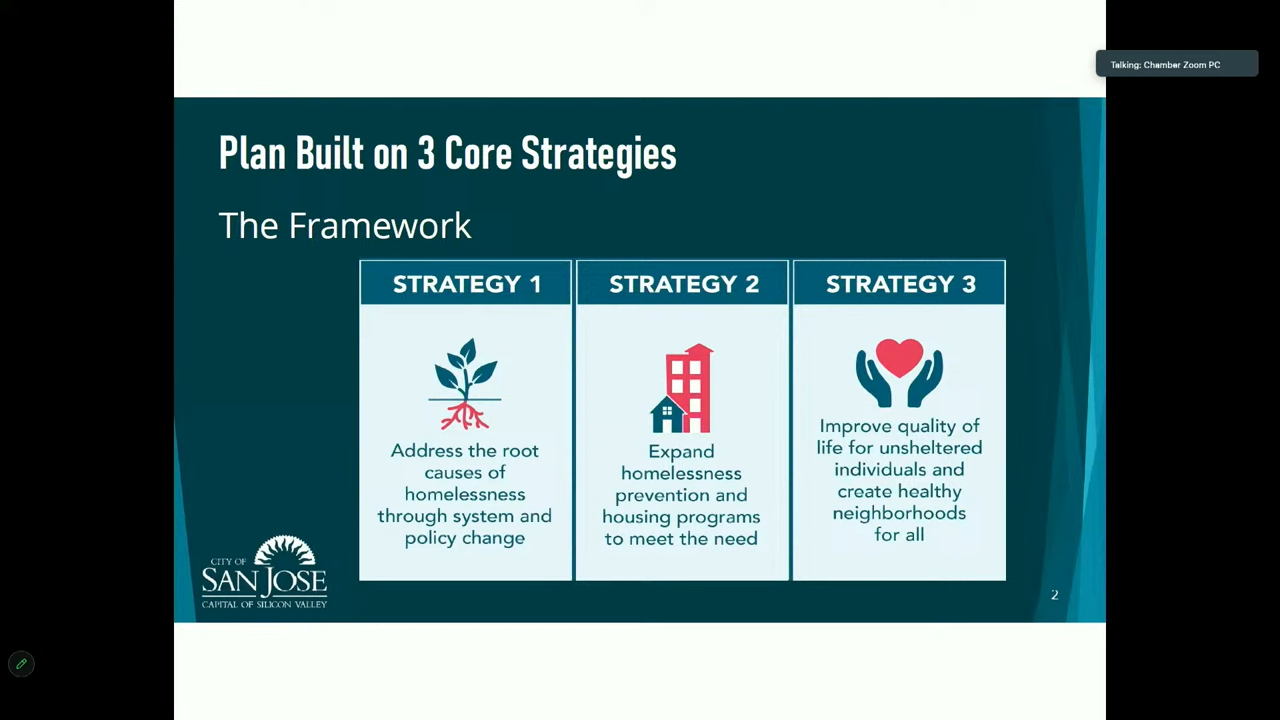 Talking: Chamber Zoom PC
Plan Built on 3 Core Strategies
The Framework
STRATEGY 1
Address the root
causes of
homelessness
through system and
policy change
STRATEGY 2
Expand
homelessness
prevention and
housing programs
to meet the need
STRATEGY 3
Improve quality of
life for unsheltered
individuals and
create healthy
neighborhoods
for all
CITY OF
SAN JOSE
CAPITAL OF SILICON VALLEY
2